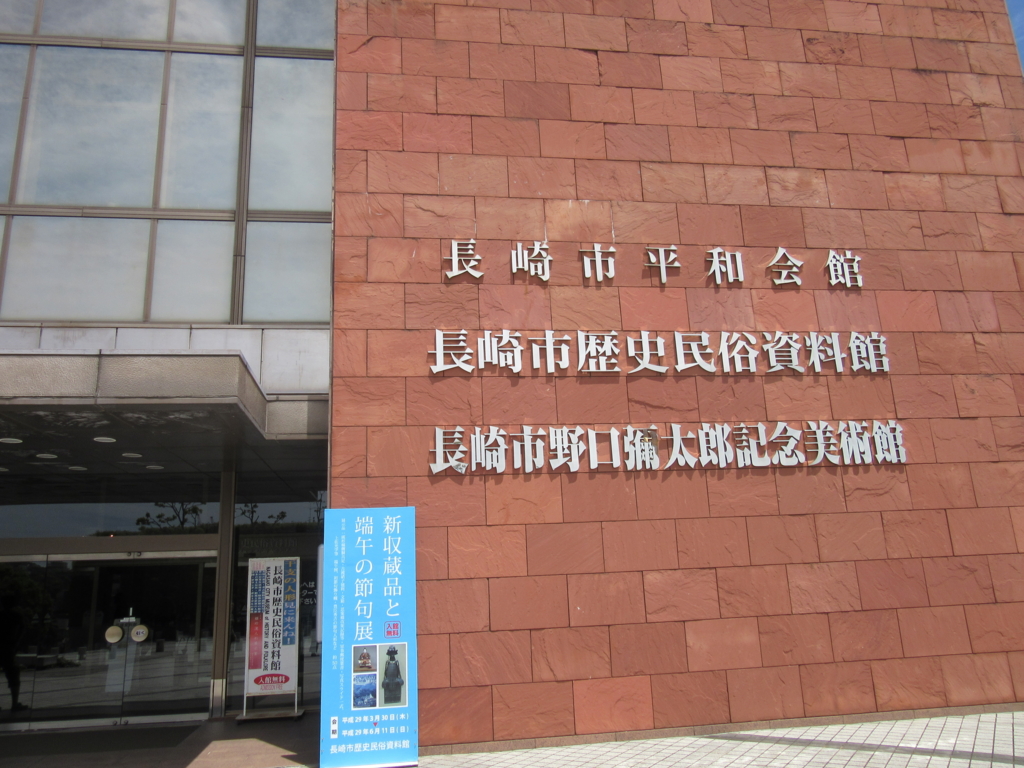 長崎市平和会館
長崎市歴史民俗資料館
長崎市野口彌太郎記念美術館
新収蔵品と
端午の節句展
入館無料
平成29年3月30日(木)
平成29年6月11日(日)
長崎市歴史民俗資料館
長崎市歴史民俗資料館
入館無料